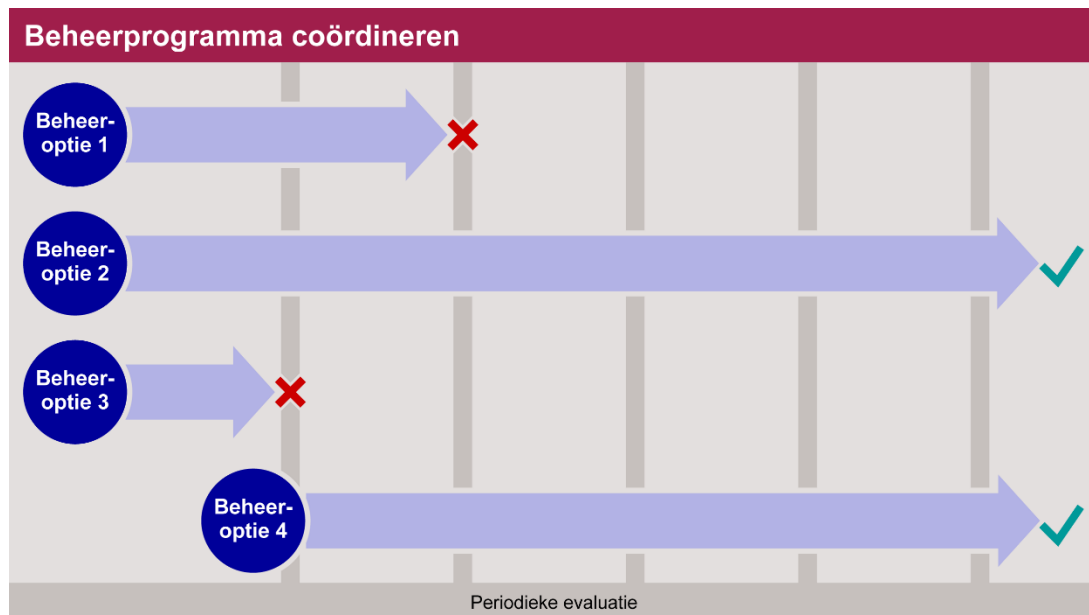 Beheerprogramma coördineren
Beheer-
optie 1
Beheer-
optie 2
Beheer-
optie 3
Beheer-
optie 4
Periodieke evaluatie